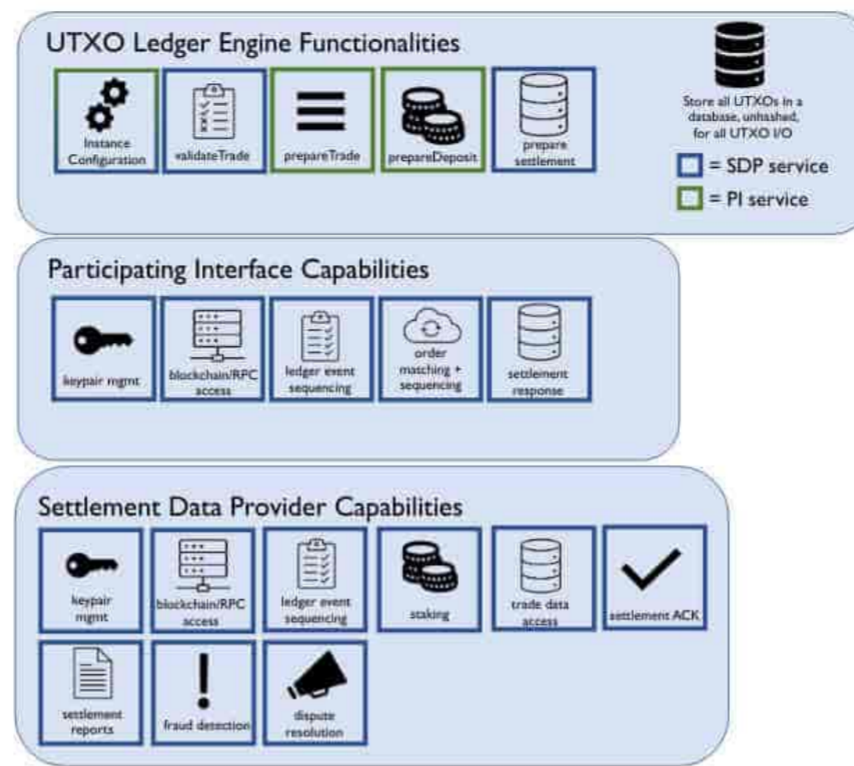 UTXO Ledger Engine Functionalities
Instance
Configuration
validateTrade
prepareTrade
prepareDeposit
prepare
settlement
Store all UTXOs in a
database, unhashed,
for all UTXO I/O
= SDP service
= PI service
Participating Interface Capabilities
keypair mgmt
blockchain/RPC
access
ledger event
sequencing
order
matching +
sequencing
settlement
response
Settlement Data Provider Capabilities
keypair
mgmt
blockchain/RPC
access
ledger event
sequencing
staking
trade data
access
settlement ACK
settlement
reports
fraud detection
dispute
resolution